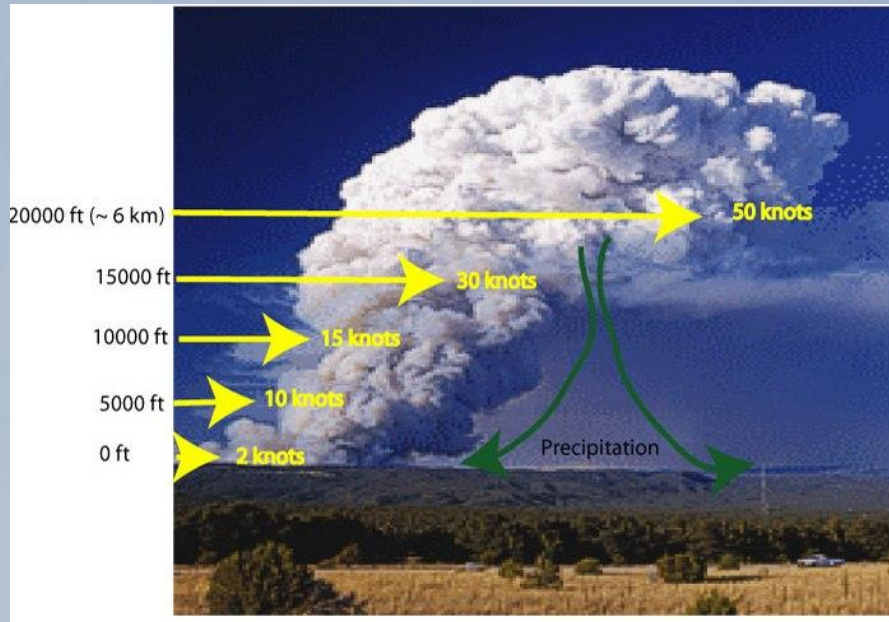 20000 ft (~ 6 km)
50 knots
15000 ft
30 knots
10000 ft
15 knots
5000 ft
10 knots
0 ft
2 knots
Precipitation